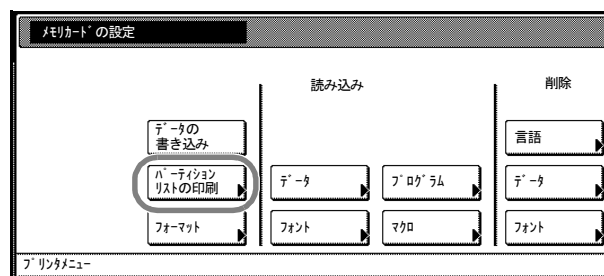 ﾒﾓﾘｶｰﾄﾞの設定
読み込み
削除
ﾃﾞｰﾀの
書き込み
言語
ﾊﾟｰﾃｨｼｮﾝ
ﾘｽﾄの印刷
ﾃﾞｰﾀ
ﾌﾟﾛｸﾞﾗﾑ
ﾃﾞｰﾀ
ﾌｫｰﾏｯﾄ
ﾌｫﾝﾄ
ﾏｸﾛ
ﾌｫﾝﾄ
ﾌﾟﾘﾝﾀﾒﾆｭｰ